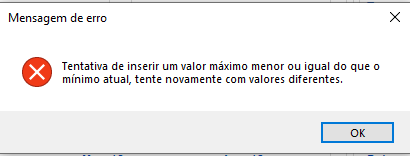 Mensagem de erro
Tentativa de inserir um valor máximo menor ou igual do que o
mínimo atual, tente novamente com valores diferentes.
OK